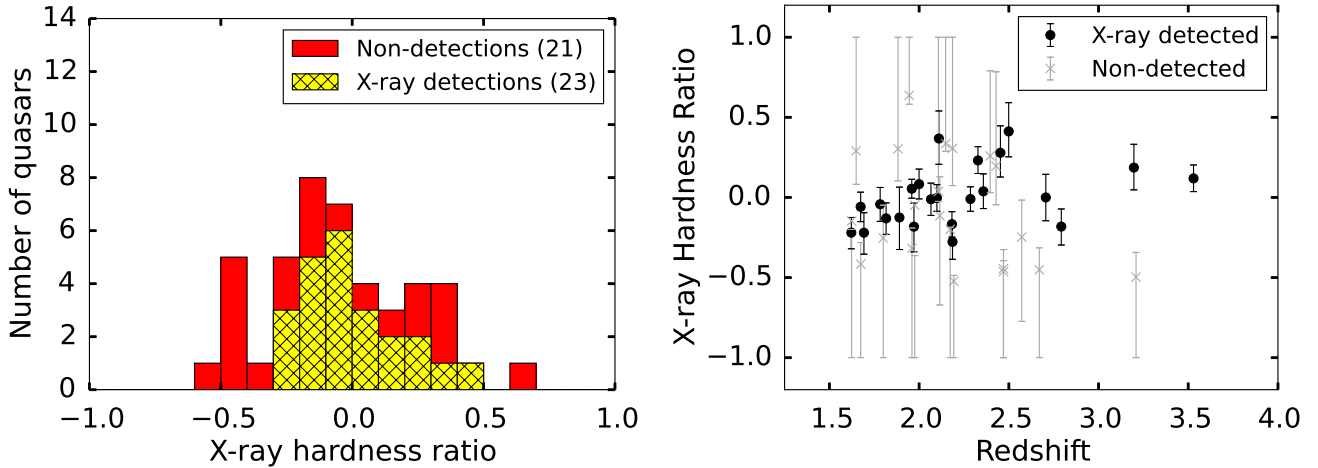 14
12
10
8
6
4
2
0
Number of quasars
Non-detections (21)
X-ray detections (23)
−1.0 −0.5 0.0 0.5 1.0
X-ray hardness ratio
1.0
0.5
0.0
−0.5
−1.0
X-ray Hardness Ratio
X-ray detected
Non-detected
1.5 2.0 2.5 3.0 3.5 4.0
Redshift